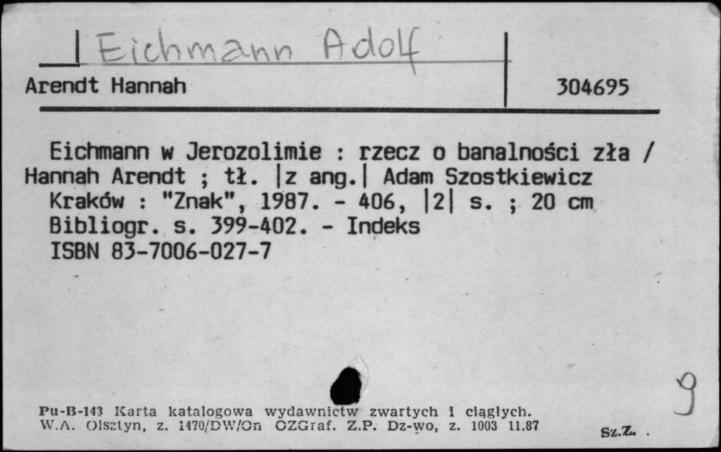 Eichmann Adolf
Arendt Hannah 304695
Eichmann w Jerozolimie : rzecz o banalności zła /
Hannah Arendt ; tł. |z ang.| Adam Szostkiewicz
Kraków : "Znak", 1987. - 406, |2| s. ; 20 cm
Bibliogr. s. 399-402. - Indeks
ISBN 83-7006-027-7
9
Pu-B-143 Karta katalogowa wydawnictw zwartych i ciągłych.
W.A. Olsztyn, z. 1470/DW/On OZGraf. Z.P. Dz-wo, z. 1003 11.87
Sz.Z.